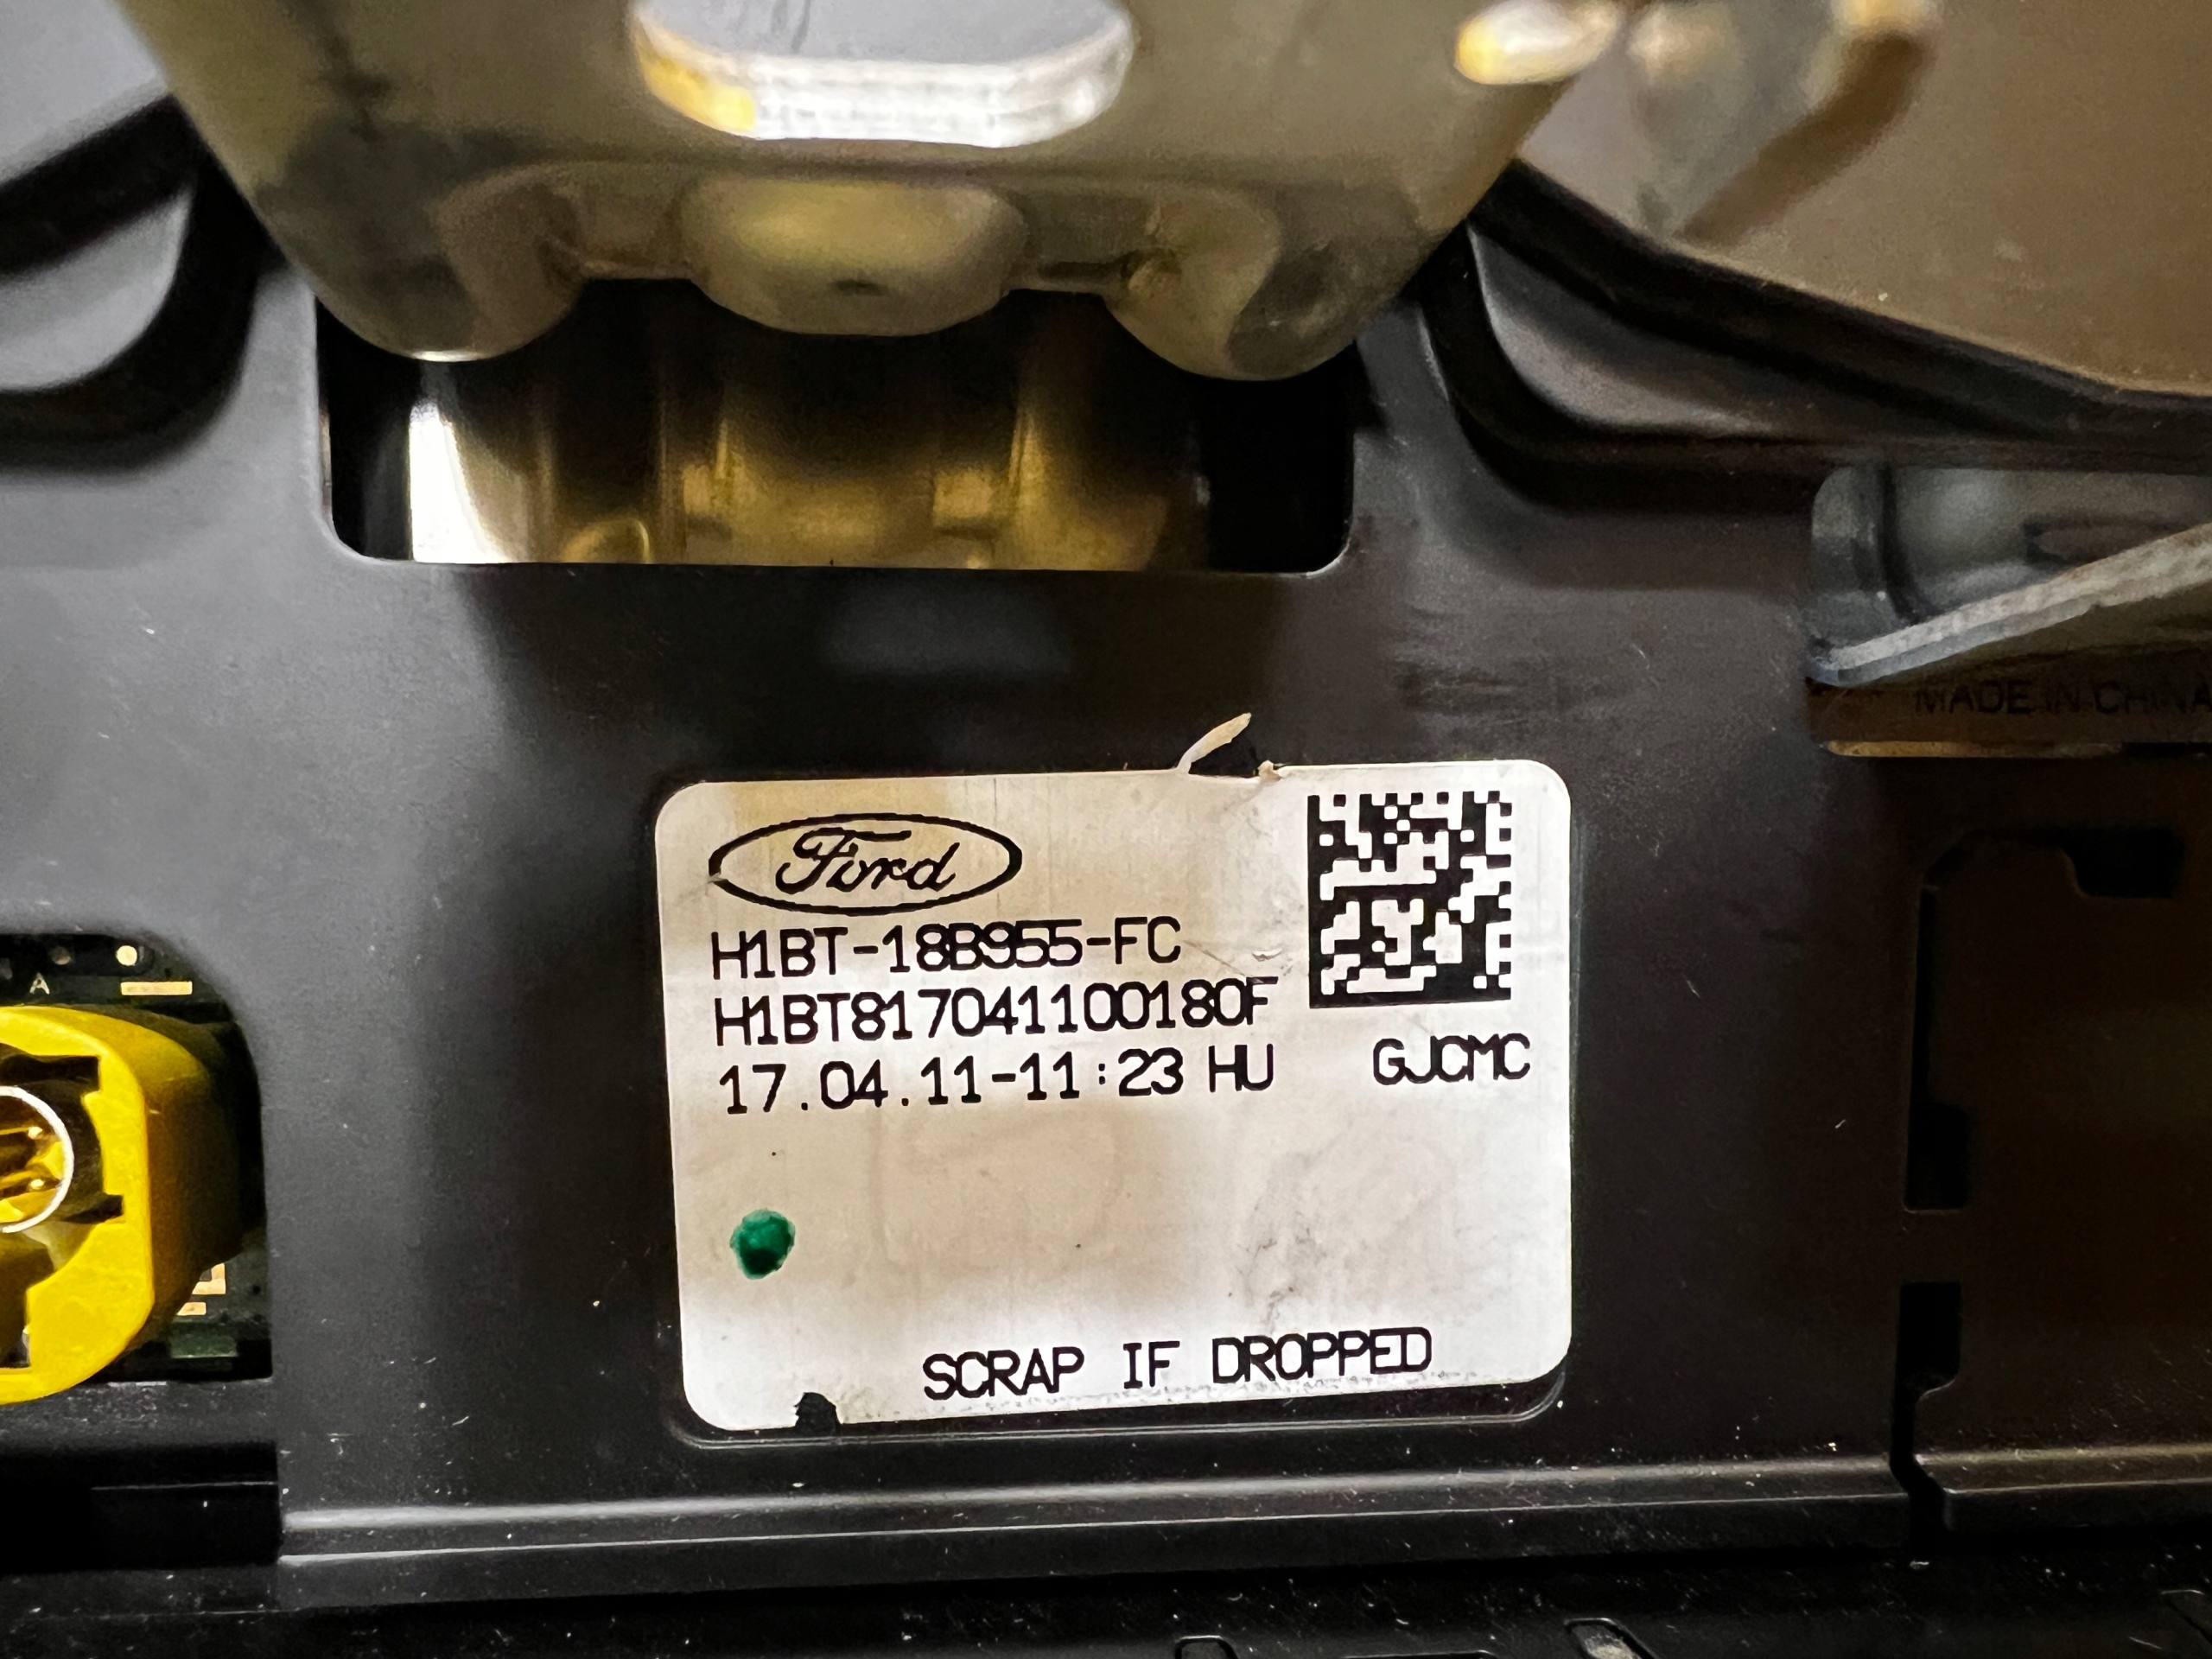 A
MADE IN CHINA
Ford
H1BT-18B955-FC
H1BT817041100180F
17.04.11-11:23 HU GJCMC
SCRAP IF DROPPED